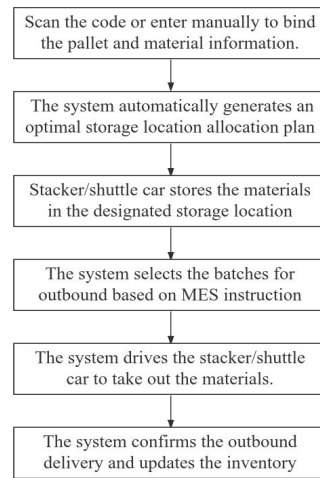 Scan the code or enter manually to bind
the pallet and material information.
The system automatically generates an
optimal storage location allocation plan
Stacker/shuttle car stores the materials
in the designated storage location
The system selects the batches for
outbound based on MES instruction
The system drives the stacker/shuttle
car to take out the materials.
The system confirms the outbound
delivery and updates the inventory